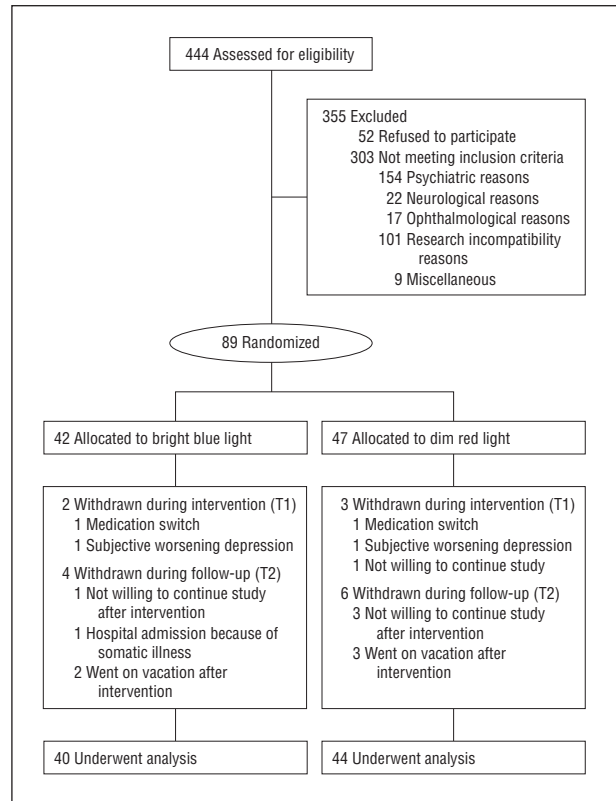 444 Assessed for eligibility
355 Excluded
52 Refused to participate
303 Not meeting inclusion criteria
154 Psychiatric reasons
22 Neurological reasons
17 Ophthalmological reasons
101 Research incompatibility
reasons
9 Miscellaneous
89 Randomized
42 Allocated to bright blue light
47 Allocated to dim red light
2 Withdrawn during intervention (T1)
1 Medication switch
1 Subjective worsening depression
4 Withdrawn during follow-up (T2)
1 Not willing to continue study
after intervention
1 Hospital admission because of
somatic illness
2 Went on vacation after
intervention
3 Withdrawn during intervention (T1)
1 Medication switch
1 Subjective worsening depression
1 Not willing to continue study
6 Withdrawn during follow-up (T2)
3 Not willing to continue study
after intervention
3 Went on vacation after
intervention
40 Underwent analysis
44 Underwent analysis